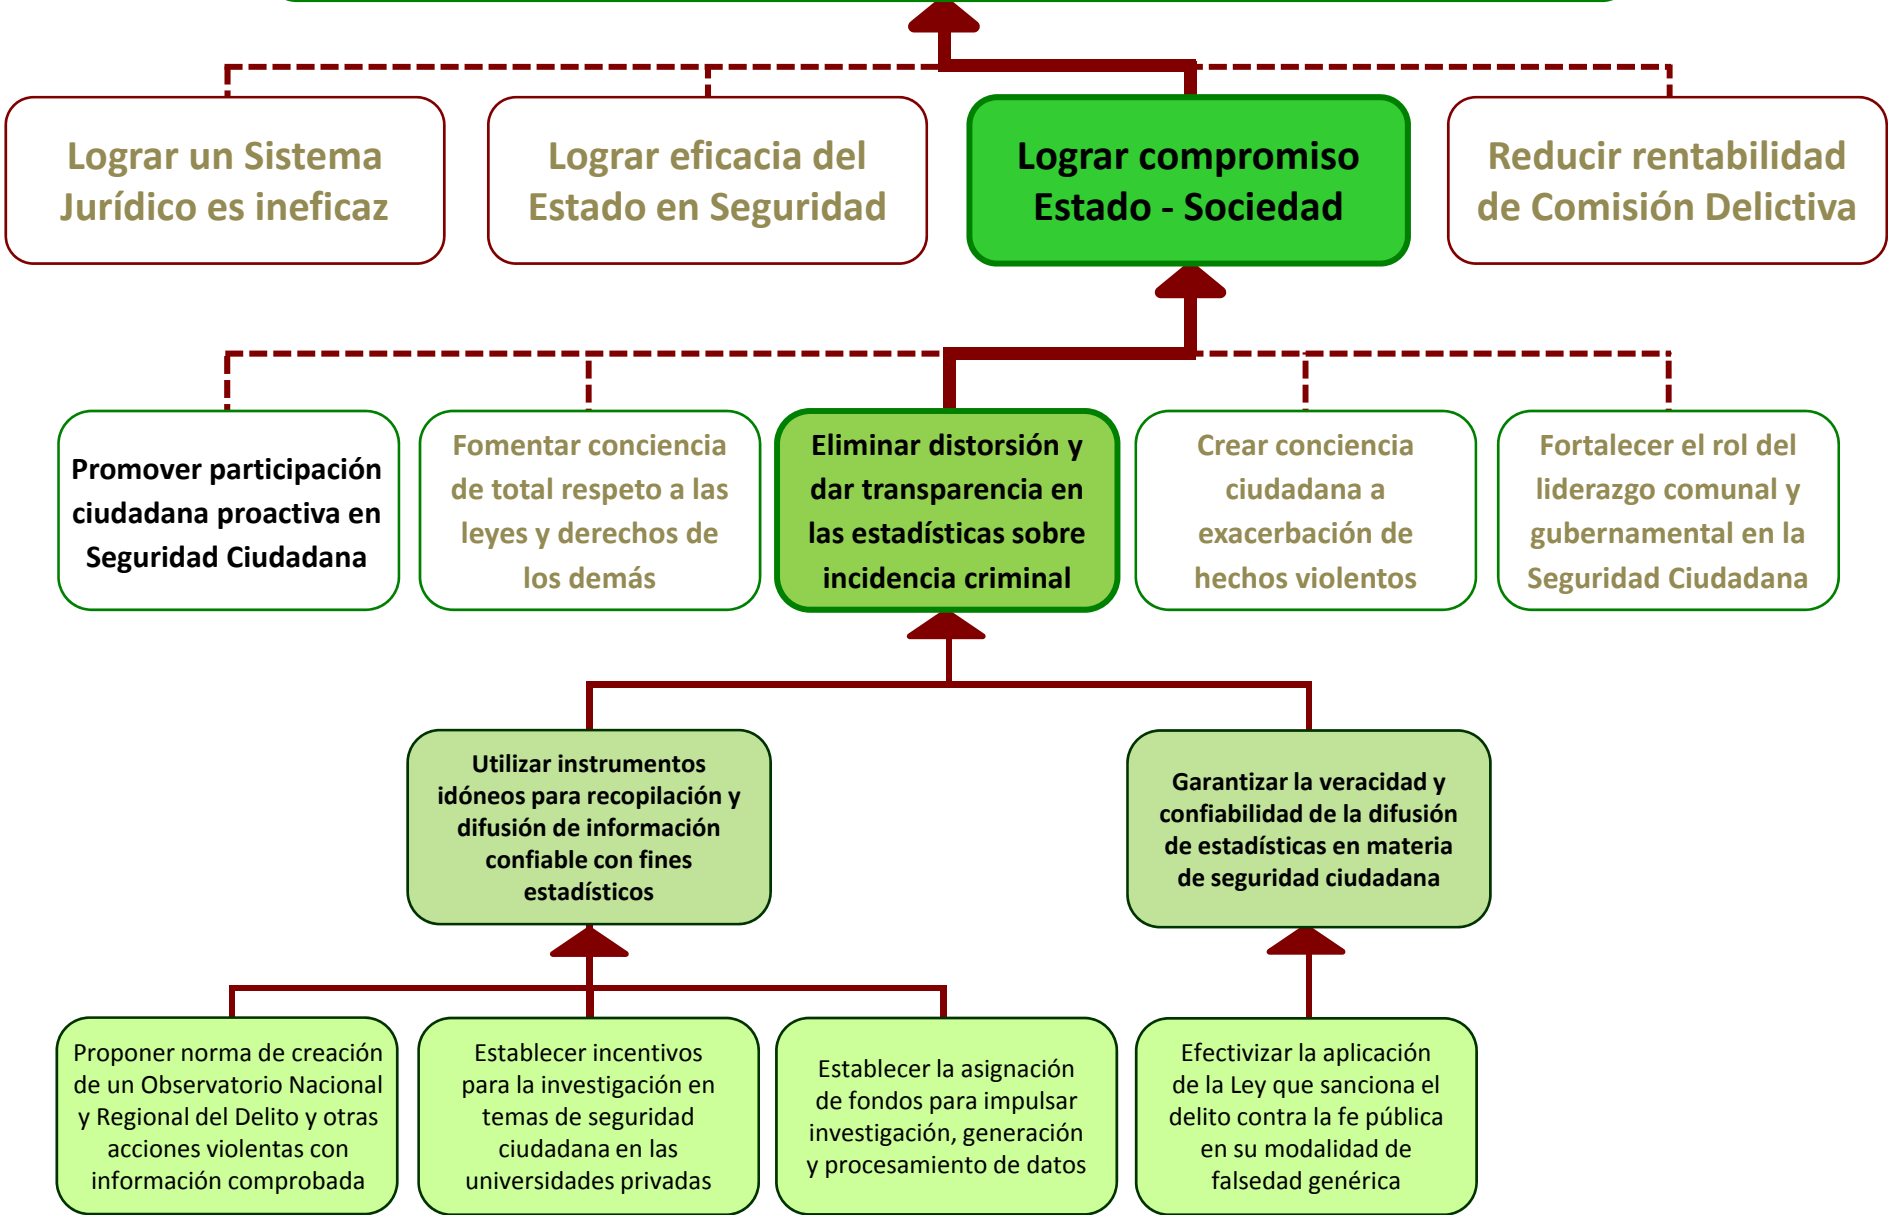 Lograr un Sistema
Jurídico es ineficaz
Lograr eficacia del
Estado en Seguridad
Lograr compromiso
Estado - Sociedad
Reducir rentabilidad
de Comisión Delictiva
Promover participación
ciudadana proactiva en
Seguridad Ciudadana
Fomentar conciencia
de total respeto a las
leyes y derechos de
los demás
Eliminar distorsión y
dar transparencia en
las estadísticas sobre
incidencia criminal
Crear conciencia
ciudadana a
exacerbación de
hechos violentos
Fortalecer el rol del
liderazgo comunal y
gubernamental en la
Seguridad Ciudadana
Utilizar instrumentos
idóneos para recopilación y
difusión de información
confiable con fines
estadísticos
Garantizar la veracidad y
confiabilidad de la difusión
de estadísticas en materia
de seguridad ciudadana
Proponer norma de creación
de un Observatorio Nacional
y Regional del Delito y otras
acciones violentas con
información comprobada
Establecer incentivos
para la investigación en
temas de seguridad
ciudadana en las
universidades privadas
Establecer la asignación
de fondos para impulsar
investigación, generación
y procesamiento de datos
Efectivizar la aplicación
de la Ley que sanciona el
delito contra la fe pública
en su modalidad de
falsedad genérica